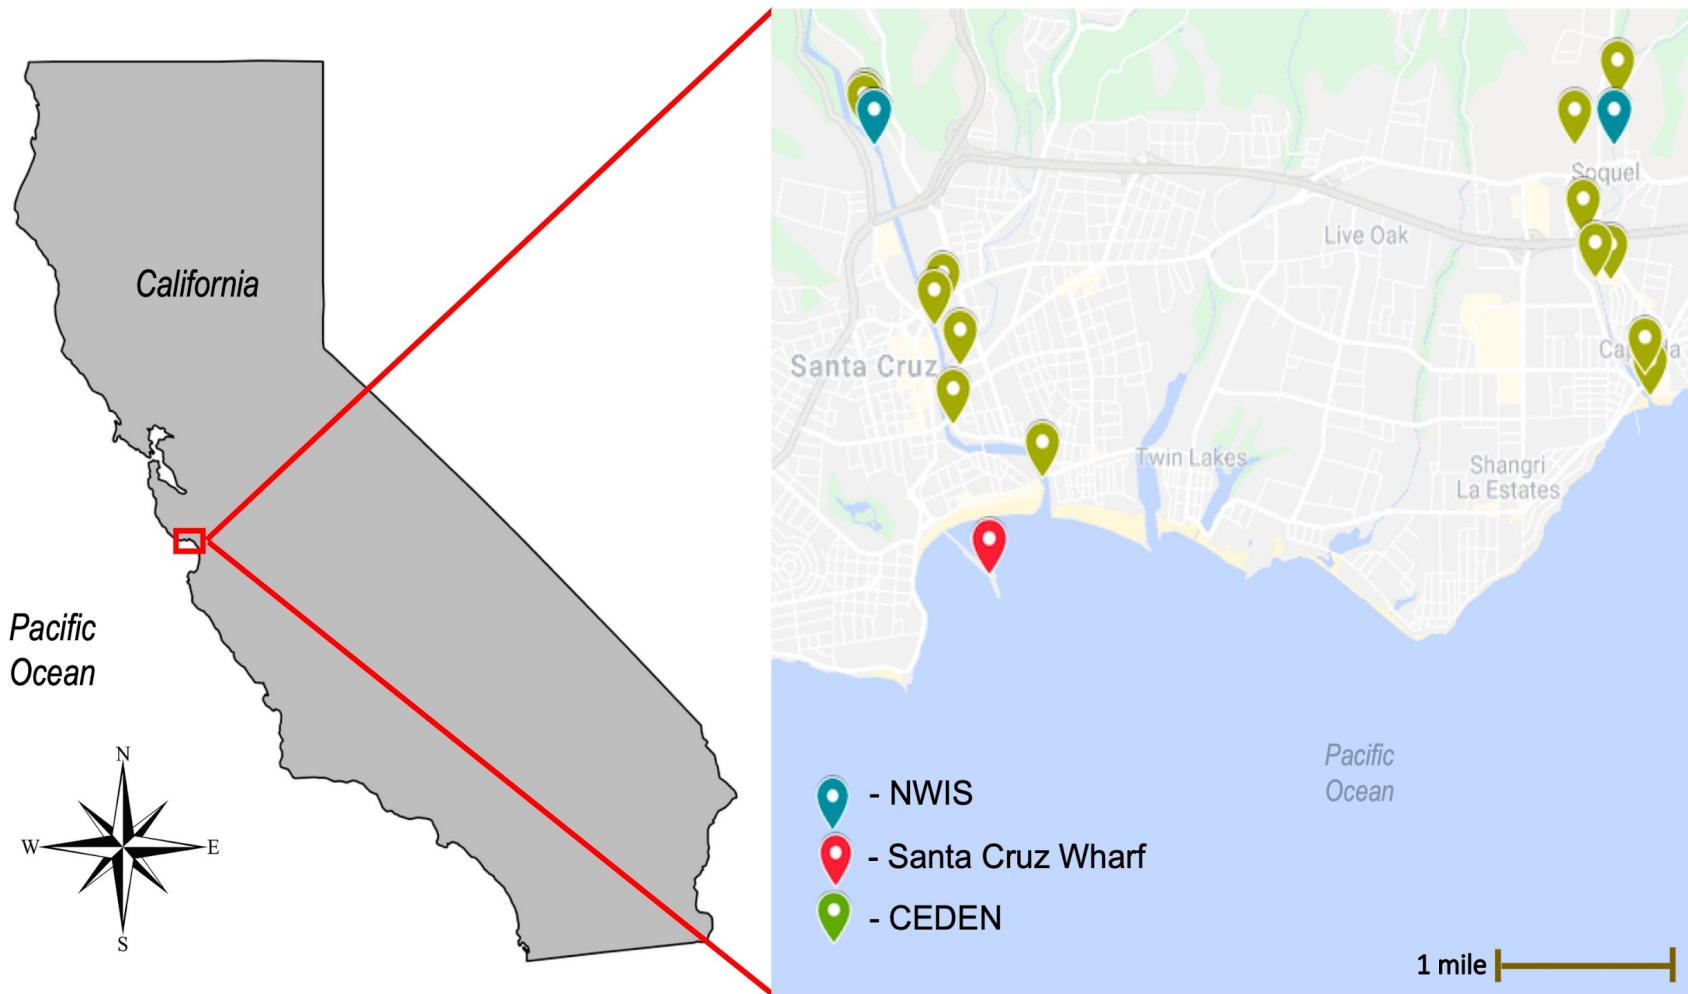 California
Pacific
Ocean
N
W
E
S
Soquel
Live Oak
Santa Cruz
Twin Lakes
Shangri
La Estates
Pacific
Ocean
- NWIS
- Santa Cruz Wharf
- CEDEN
1 mile